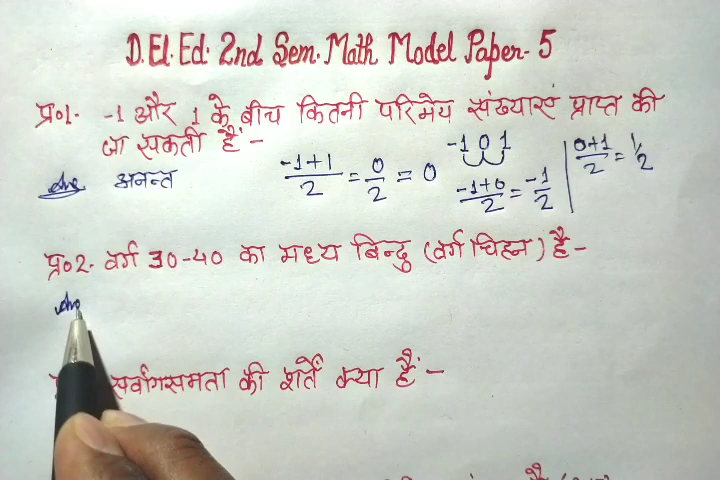 D.El.Ed. 2nd Sem. Math Model Paper-5
प्र०1. -1 और 1 के बीच कितनी परिमेय संख्याएं प्राप्त की
जा सकती हैं -
Ans अनन्त
-1+1/2 = 0/2 = 0
-1 0 1
-1+0/2 = -1/2
0+1/2 = 1/2
प्र०2. वर्ग 30-40 का मध्य बिन्दु (वर्ग चिह्न) है-
Ans
सर्वांगसमता की शर्तें क्या हैं -